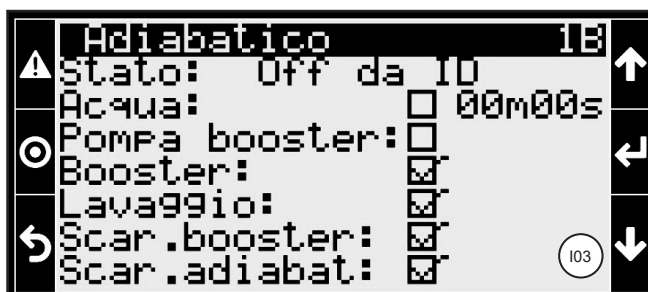 Adiabatico 1B
Stato: Off da ID
Acqua: ☐ 00m00s
Pompa booster: ☐
Booster: ☑
Lavaggio: ☑
Scar.booster: ☑
Scar.adiabat: ☑
I03